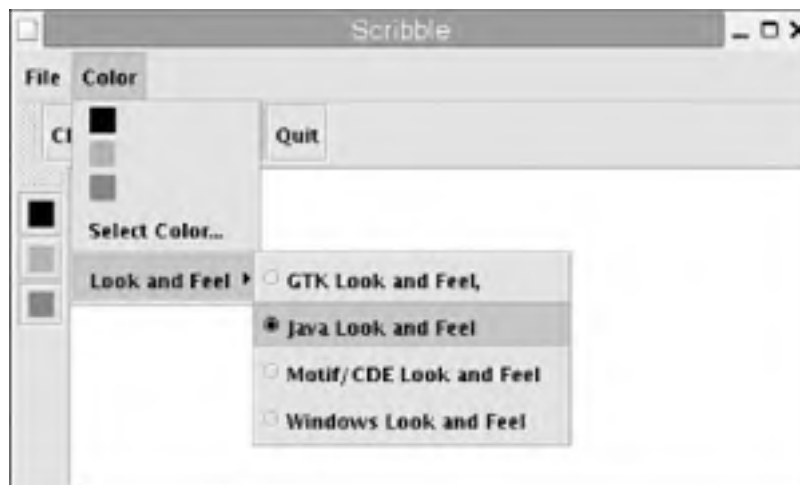 Scribble
File Color
Cl
Quit
Select Color...
Look and Feel
GTK Look and Feel,
Java Look and Feel
Motif/CDE Look and Feel
Windows Look and Feel